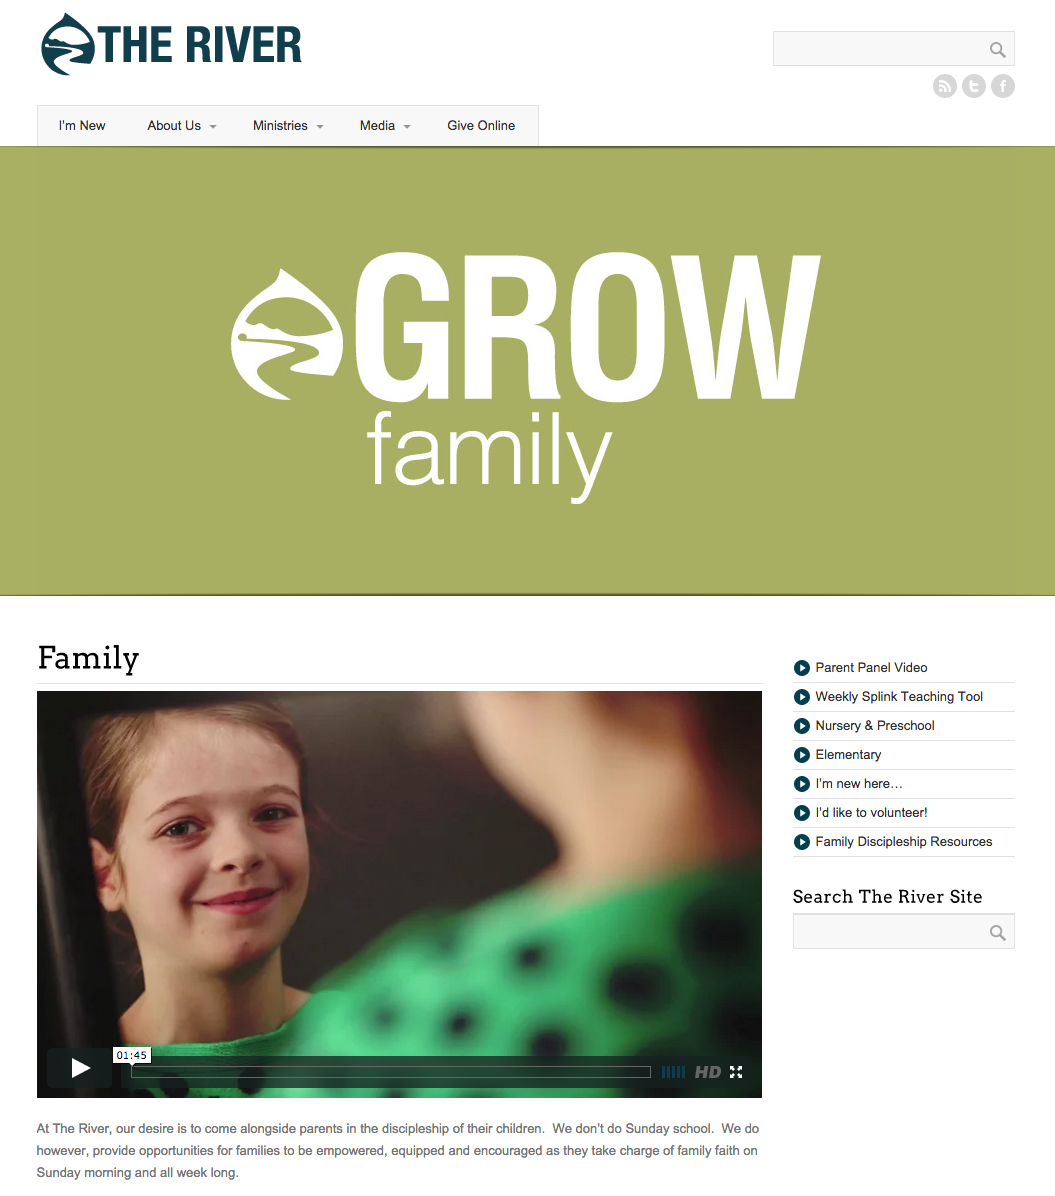 THE RIVER
I'm New
About Us
Ministries
Media
Give Online
GROW
family
Family
Parent Panel Video
Weekly Splink Teaching Tool
Nursery & Preschool
Elementary
I'm new here…
I'd like to volunteer!
Family Discipleship Resources
Search The River Site
01:45
HD
At The River, our desire is to come alongside parents in the discipleship of their children.  We don't do Sunday school.  We do
however, provide opportunities for families to be empowered, equipped and encouraged as they take charge of family faith on
Sunday morning and all week long.